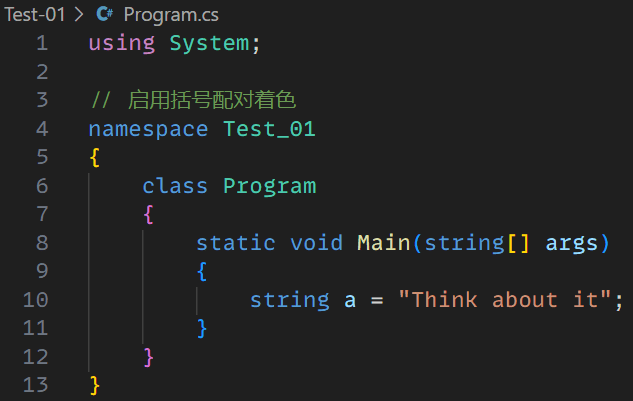 Test-01 > Program.cs
1 using System;
2
3 // 启用括号配对着色
4 namespace Test_01
5 {
6     class Program
7     {
8         static void Main(string[] args)
9         {
10             string a = "Think about it";
11         }
12     }
13 }